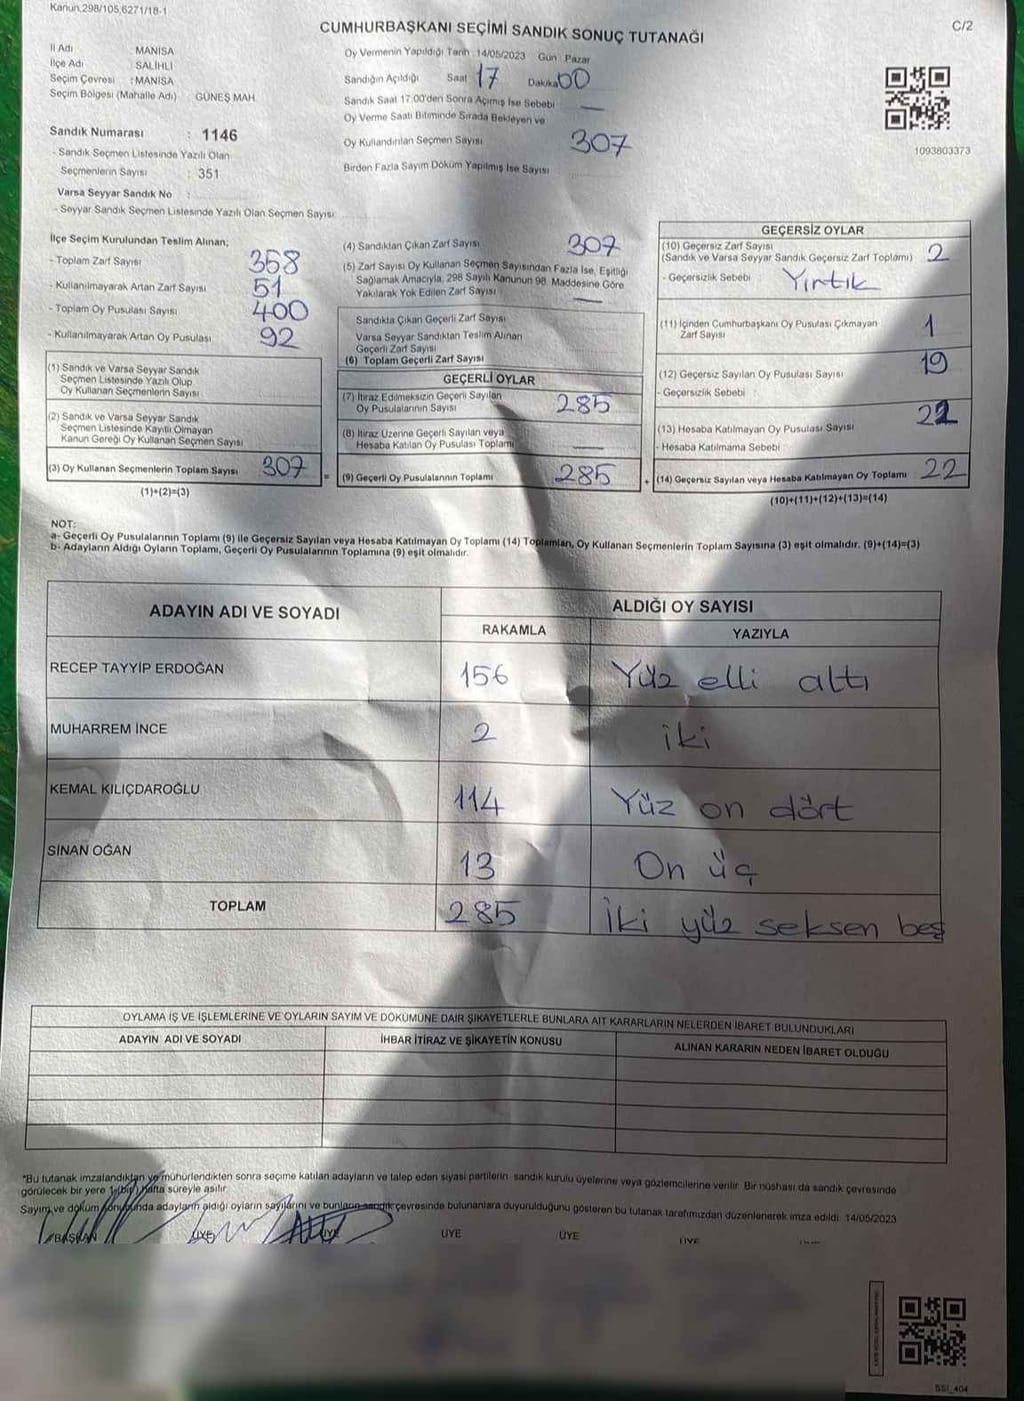 Kanun,298/105,6271/18-1
CUMHURBAŞKANI SEÇİMİ SANDIK SONUÇ TUTANAĞI
C/2
İl Adı : MANİSA
İlçe Adı : SALİHLİ
Seçim Çevresi : MANİSA
Seçim Bölgesi (Mahalle Adı) : GÜNEŞ MAH.
Sandık Numarası : 1146
- Sandık Seçmen Listesinde Yazılı Olan
Seçmenlerin Sayısı : 351
Varsa Seyyar Sandık No :
- Seyyar Sandık Seçmen Listesinde Yazılı Olan Seçmen Sayısı:
Oy Vermenin Yapıldığı Tarih : 14/05/2023 Gün : Pazar
Sandığın Açıldığı Saat 17 Dakika 00
Sandık Saat 17:00'den Sonra Açımış İse Sebebi —
Oy Verme Saati Bitiminde Sırada Bekleyen ve
Oy Kullandırılan Seçmen Sayısı 307
Birden Fazla Sayım Döküm Yapılmış İse Sayısı
1093803373
İlçe Seçim Kurulundan Teslim Alınan;
- Toplam Zarf Sayısı 358
- Kullanılmayarak Artan Zarf Sayısı 51
- Toplam Oy Pusulası Sayısı 400
- Kullanılmayarak Artan Oy Pusulası 92
(1) Sandık ve Varsa Seyyar Sandık
Seçmen Listesinde Yazılı Olup
Oy Kullanan Seçmenlerin Sayısı
(2) Sandık ve Varsa Seyyar Sandık
Seçmen Listesinde Kayıtlı Olmayan
Kanun Gereği Oy Kullanan Seçmen Sayısı
(3) Oy Kullanan Seçmenlerin Toplam Sayısı 307
(1)+(2)=(3)
=
(4) Sandıktan Çıkan Zarf Sayısı 307
(5) Zarf Sayısı Oy Kullanan Seçmen Sayısından Fazla İse, Eşitliği
Sağlamak Amacıyla, 298 Sayılı Kanunun 98. Maddesine Göre
Yakılarak Yok Edilen Zarf Sayısı —
Sandıkta Çıkan Geçerli Zarf Sayısı
Varsa Seyyar Sandıktan Teslim Alınan
Geçerli Zarf Sayısı
(6) Toplam Geçerli Zarf Sayısı
GEÇERLİ OYLAR
(7) İtiraz Edilmeksizin Geçerli Sayılan
Oy Pusulalarının Sayısı 285
(8) İtiraz Üzerine Geçerli Sayılan veya
Hesaba Katılan Oy Pusulası Toplamı —
(9) Geçerli Oy Pusulalarının Toplamı 285
+
GEÇERSİZ OYLAR
(10) Geçersiz Zarf Sayısı
(Sandık ve Varsa Seyyar Sandık Geçersiz Zarf Toplamı) 2
- Geçersizlik Sebebi : Yırtık
(11) İçinden Cumhurbaşkanı Oy Pusulası Çıkmayan
Zarf Sayısı 1
(12) Geçersiz Sayılan Oy Pusulası Sayısı 19
- Geçersizlik Sebebi :
(13) Hesaba Katılmayan Oy Pusulası Sayısı 22
- Hesaba Katılmama Sebebi
(14) Geçersiz Sayılan veya Hesaba Katılmayan Oy Toplamı 22
(10)+(11)+(12)+(13)=(14)
NOT:
a- Geçerli Oy Pusulalarının Toplamı (9) ile Geçersiz Sayılan veya Hesaba Katılmayan Oy Toplamı (14) Toplamları, Oy Kullanan Seçmenlerin Toplam Sayısına (3) eşit olmalıdır. (9)+(14)=(3)
b- Adayların Aldığı Oyların Toplamı, Geçerli Oy Pusulalarının Toplamına (9) eşit olmalıdır.
ADAYIN ADI VE SOYADI ALDIĞI OY SAYISI
RAKAMLA YAZIYLA
RECEP TAYYİP ERDOĞAN 156 Yüz elli altı
MUHARREM İNCE 2 iki
KEMAL KILIÇDAROĞLU 114 Yüz on dört
SİNAN OĞAN 13 On üç
TOPLAM 285 İki yüz seksen beş
OYLAMA İŞ VE İŞLEMLERİNE VE OYLARIN SAYIM VE DÖKÜMÜNE DAİR ŞİKAYETLERLE BUNLARA AİT KARARLARIN NELERDEN İBARET BULUNDUKLARI
ADAYIN ADI VE SOYADI İHBAR İTİRAZ VE ŞİKAYETİN KONUSU ALINAN KARARIN NEDEN İBARET OLDUĞU
*Bu tutanak imzalandıktan ve mühürlendikten sonra seçime katılan adayların ve talep eden siyasi partilerin sandık kurulu üyelerine veya gözlemcilerine verilir. Bir nüshası da sandık çevresinde
görülecek bir yere 1 (bir) hafta süreyle asılır.
Sayım ve döküm sonucunda adayların aldığı oyların sayılarını ve bunların sandık çevresinde bulunanlara duyurulduğunu gösteren bu tutanak tarafımızdan düzenlenerek imza edildi. 14/05/2023
BAŞKAN ÜYE ÜYE ÜYE ÜYE ÜYE
SSİ_404